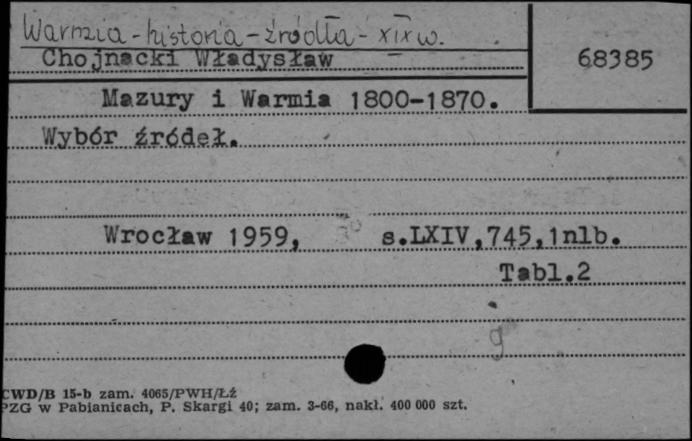 Warmia - historia - źródła - XIX w.
Chojnacki Władysław
68385
Mazury i Warmia 1800-1870.
Wybór źródeł.
Wrocław 1959, s.LXIV,745,1nlb.
Tabl.2
g
CWD/B 15-b zam. 4065/PWH/Łź
PZG w Pabianicach, P. Skargi 40; zam. 3-66, nakł. 400 000 szt.